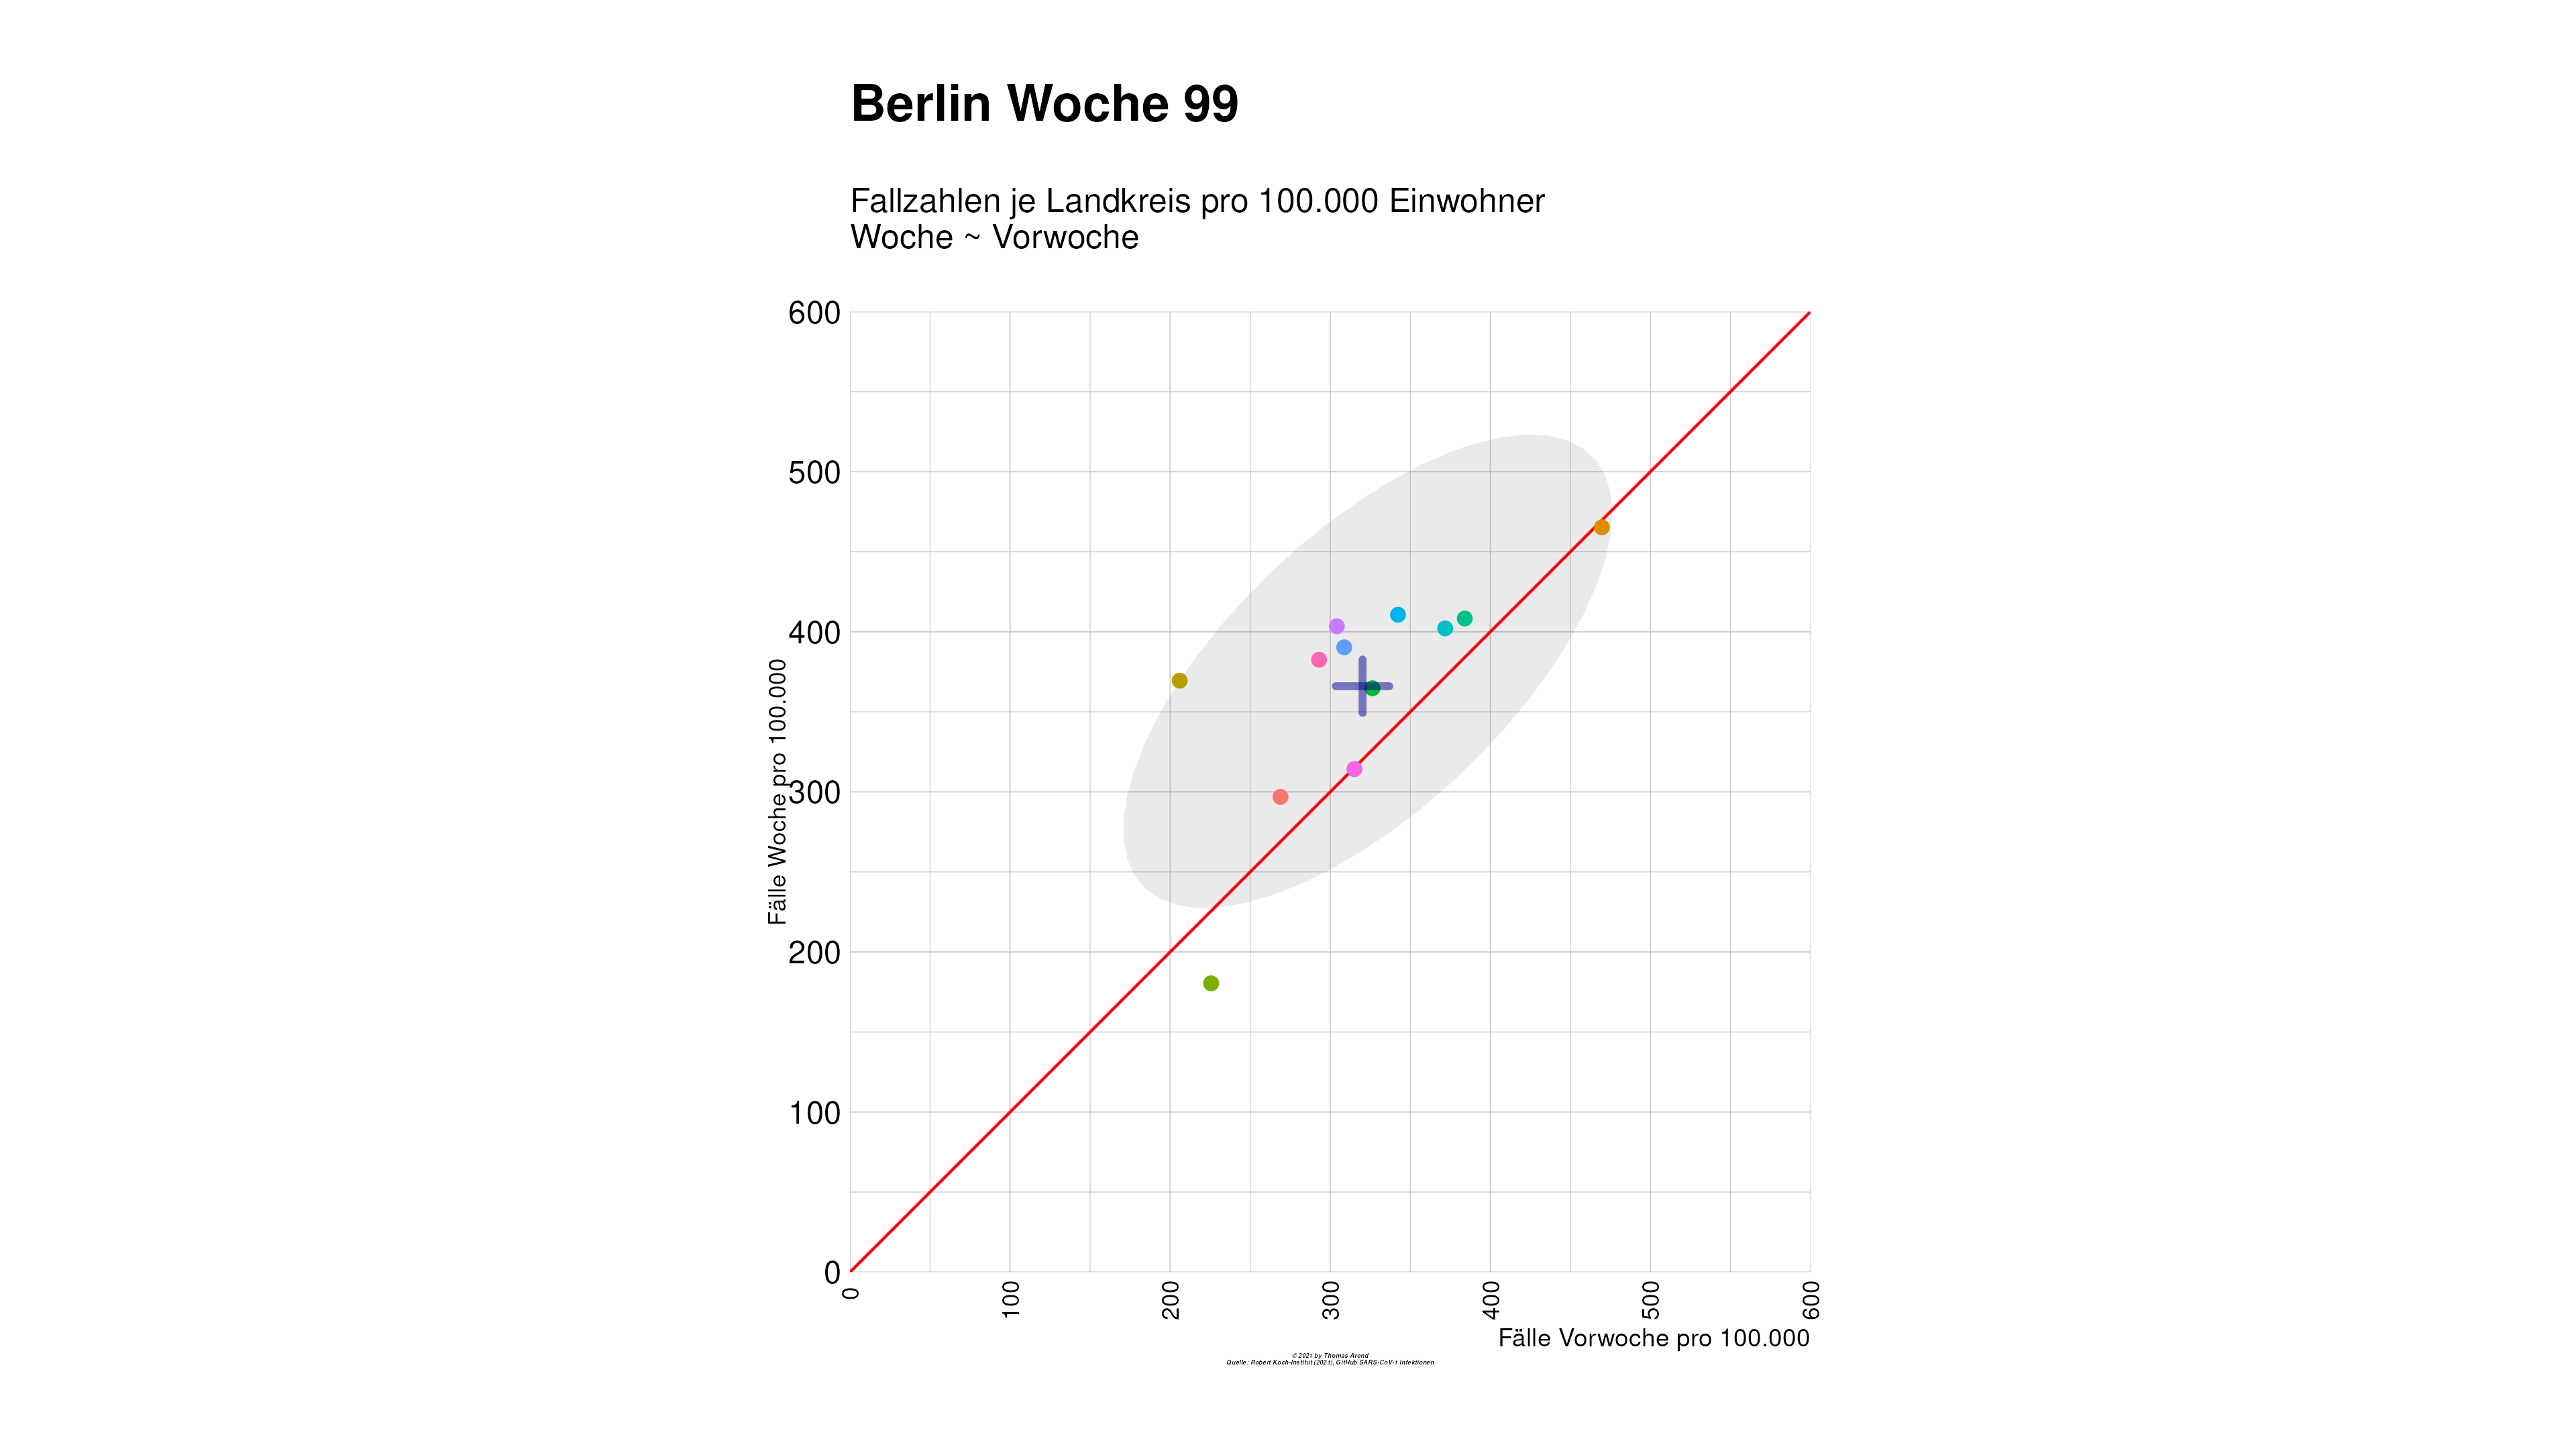 Berlin Woche 99
Fallzahlen je Landkreis pro 100.000 Einwohner
Woche ~ Vorwoche
600
500
400
300
200
100
0
Fälle Woche pro 100.000
0
100
200
300
400
500
600
Fälle Vorwoche pro 100.000
© 2021 by Thomas Arend
Quelle: Robert Koch-Institut (2021), GitHub SARS-CoV-1 Infektionen